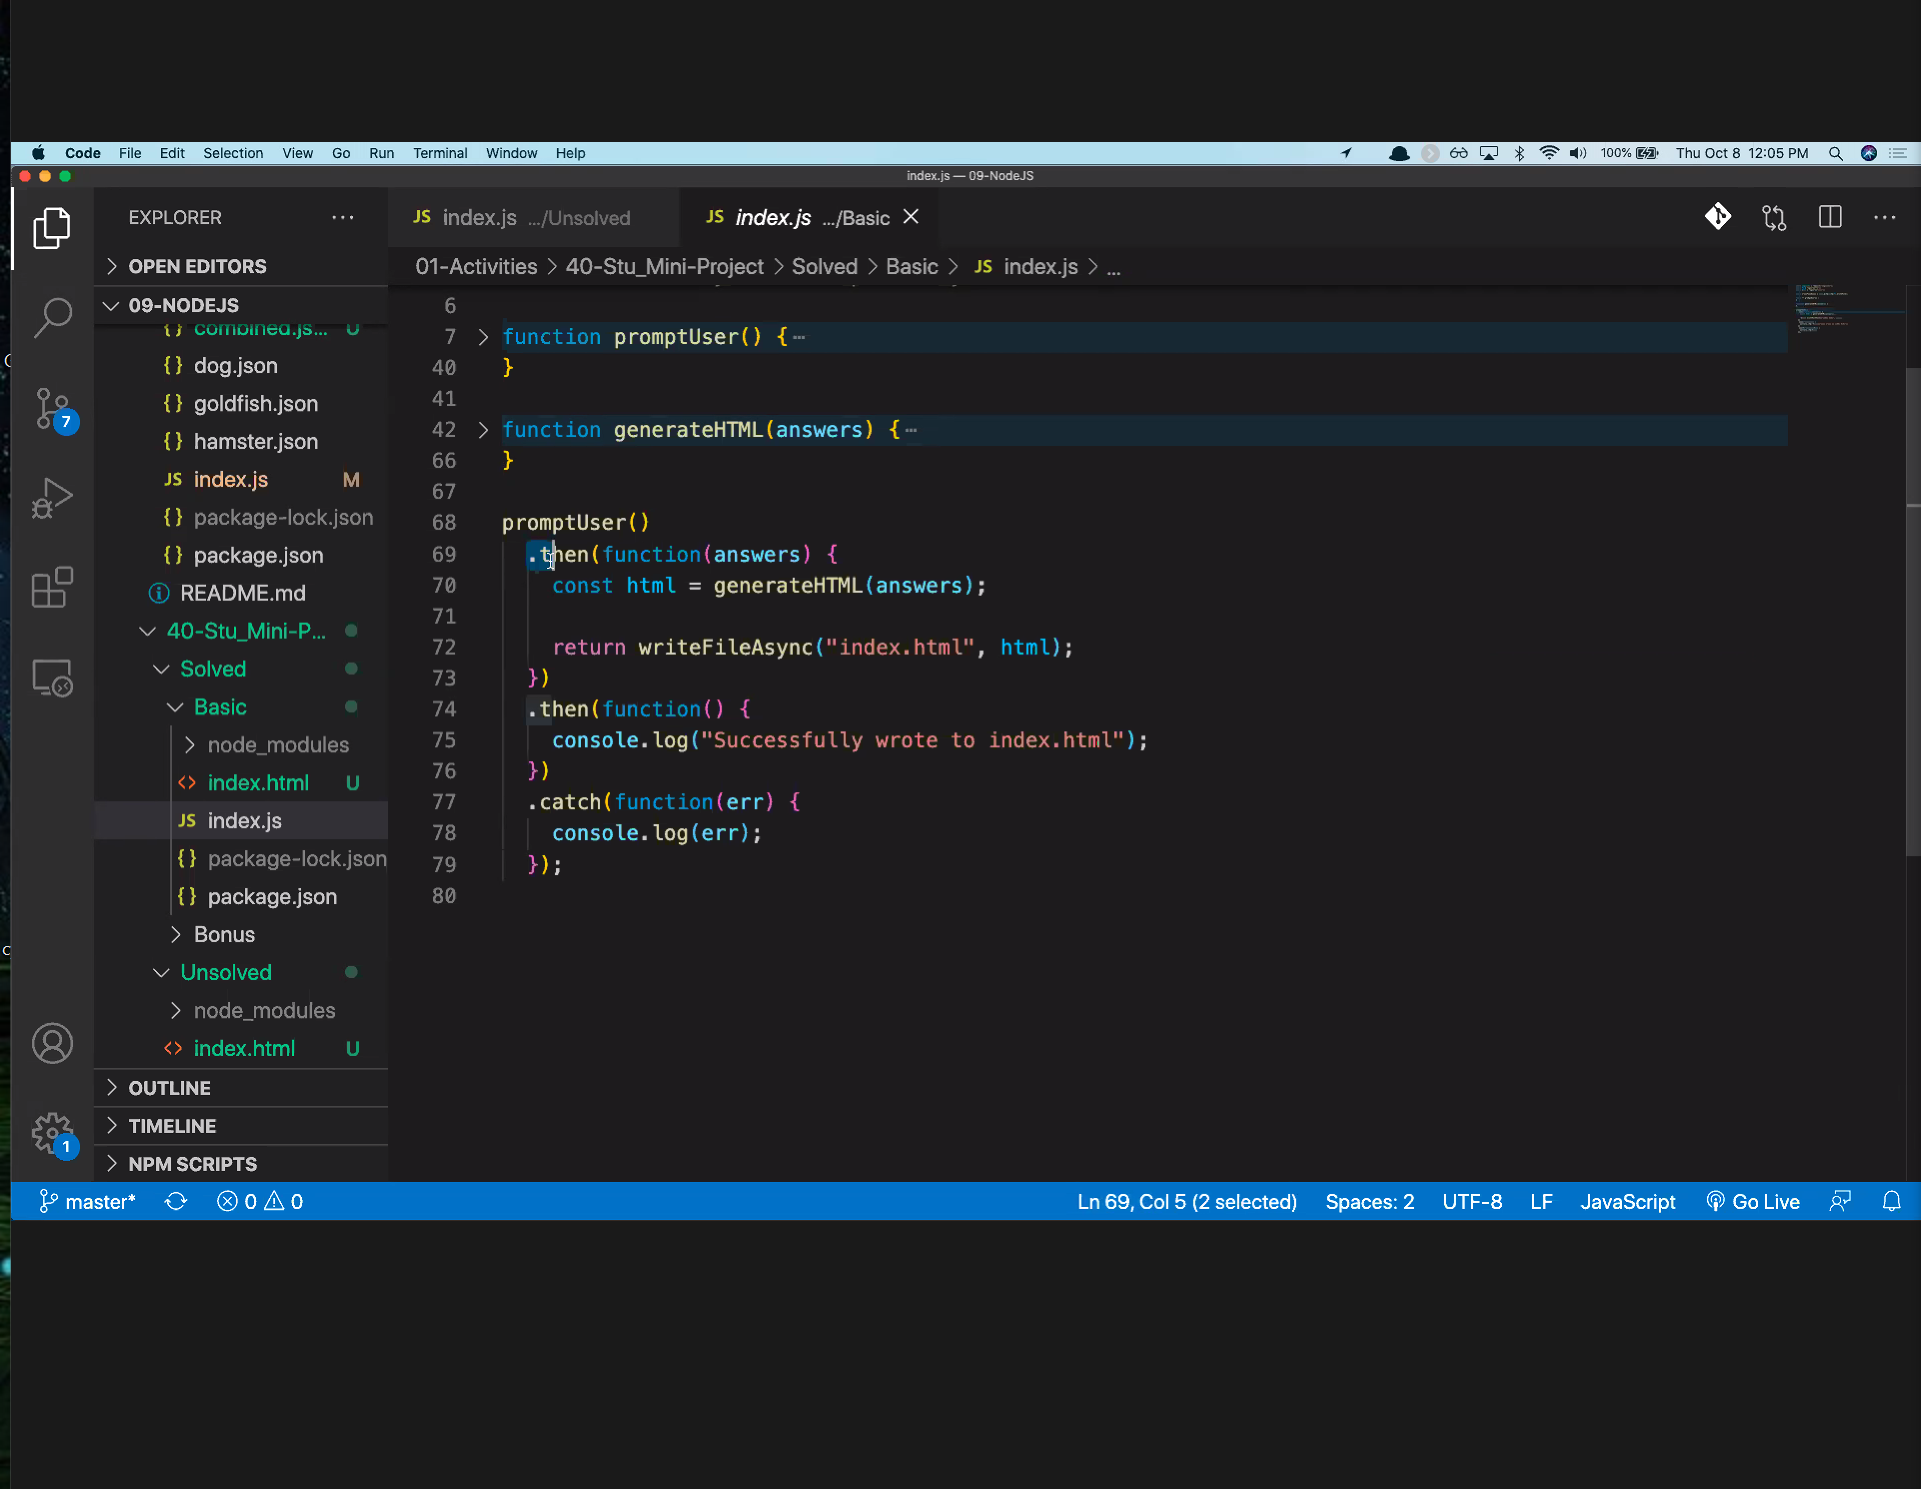 Code File Edit Selection View Go Run Terminal Window Help 100% Thu Oct 8 12:05 PM
index.js — 09-NodeJS
EXPLORER
JS index.js .../Unsolved
JS index.js .../Basic
OPEN EDITORS
01-Activities > 40-Stu_Mini-Project > Solved > Basic > JS index.js > ...
09-NODEJS
{} combined.js... U
{} dog.json
{} goldfish.json
{} hamster.json
JS index.js M
{} package-lock.json
{} package.json
README.md
40-Stu_Mini-P...
Solved
Basic
node_modules
<> index.html U
JS index.js
{} package-lock.json
{} package.json
Bonus
Unsolved
node_modules
<> index.html U
OUTLINE
TIMELINE
NPM SCRIPTS
7
1
6
7 function promptUser() {⋯
40 }
41
42 function generateHTML(answers) {⋯
66 }
67
68 promptUser()
69 .then(function(answers) {
70 const html = generateHTML(answers);
71
72 return writeFileAsync("index.html", html);
73 })
74 .then(function() {
75 console.log("Successfully wrote to index.html");
76 })
77 .catch(function(err) {
78 console.log(err);
79 });
80
master* 0 0 Ln 69, Col 5 (2 selected) Spaces: 2 UTF-8 LF JavaScript Go Live